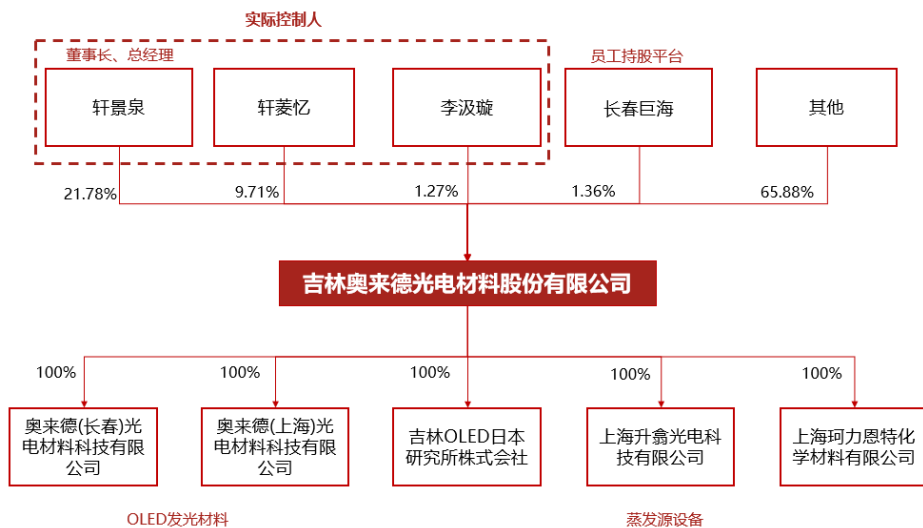 实际控制人
董事长、总经理
员工持股平台
轩景泉
轩菱忆
李汲璇
长春巨海
其他
21.78%
9.71%
1.27%
1.36%
65.88%
吉林奥来德光电材料股份有限公司
100%
100%
100%
100%
100%
奥来德(长春)光
电材料科技有限
公司
奥来德(上海)光
电材料科技有限
公司
吉林OLED日本
研究所株式会社
上海升翕光电科
技有限公司
上海珂力恩特化
学材料有限公司
OLED发光材料
蒸发源设备